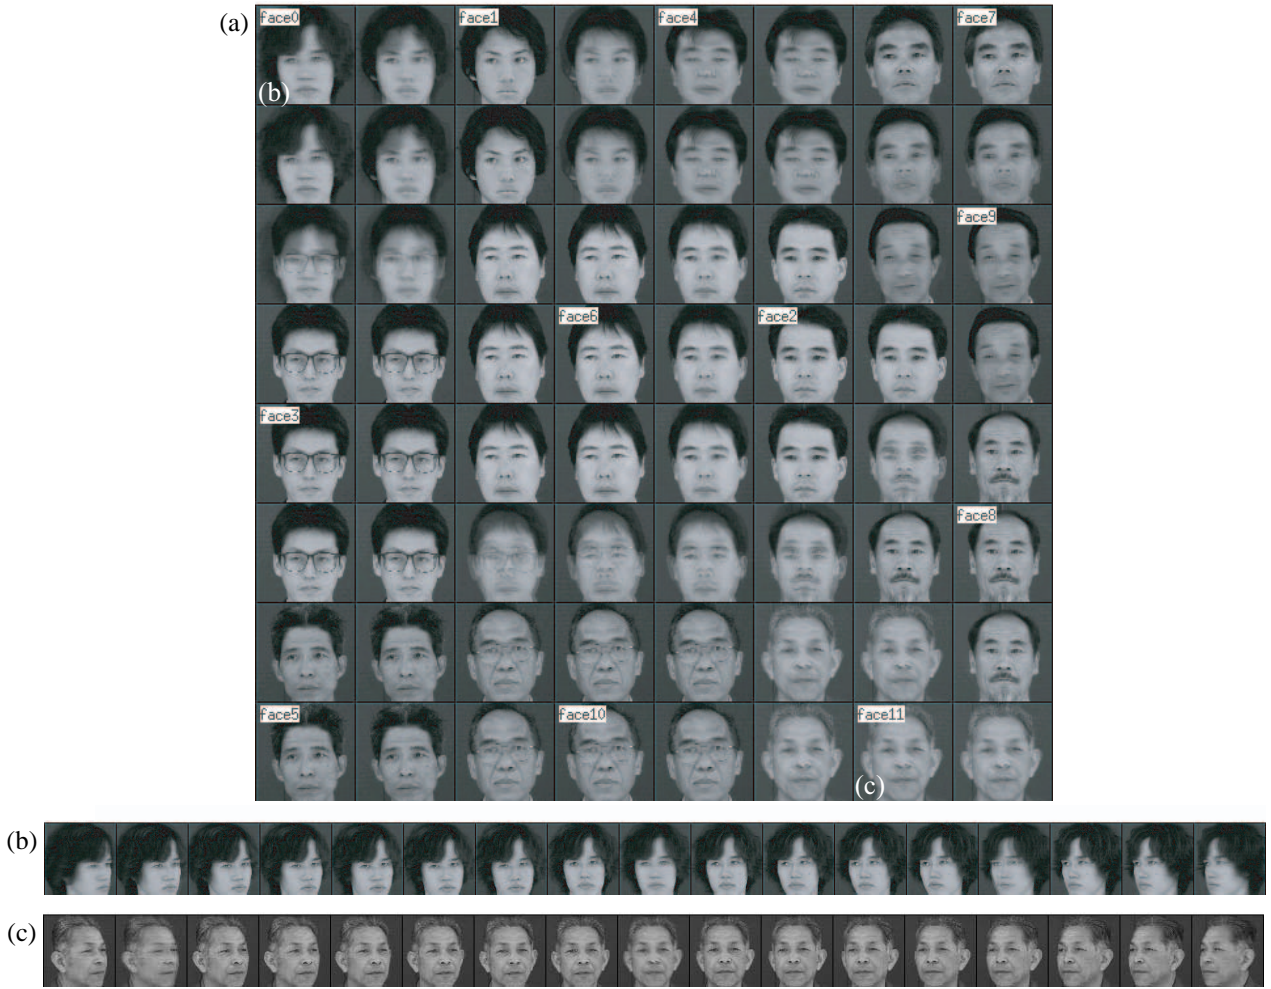 (a)
face0 face1 face4 face7
(b)
face9
face6 face2
face3
face8
face5 face10 face11
(c)
(b)
(c)